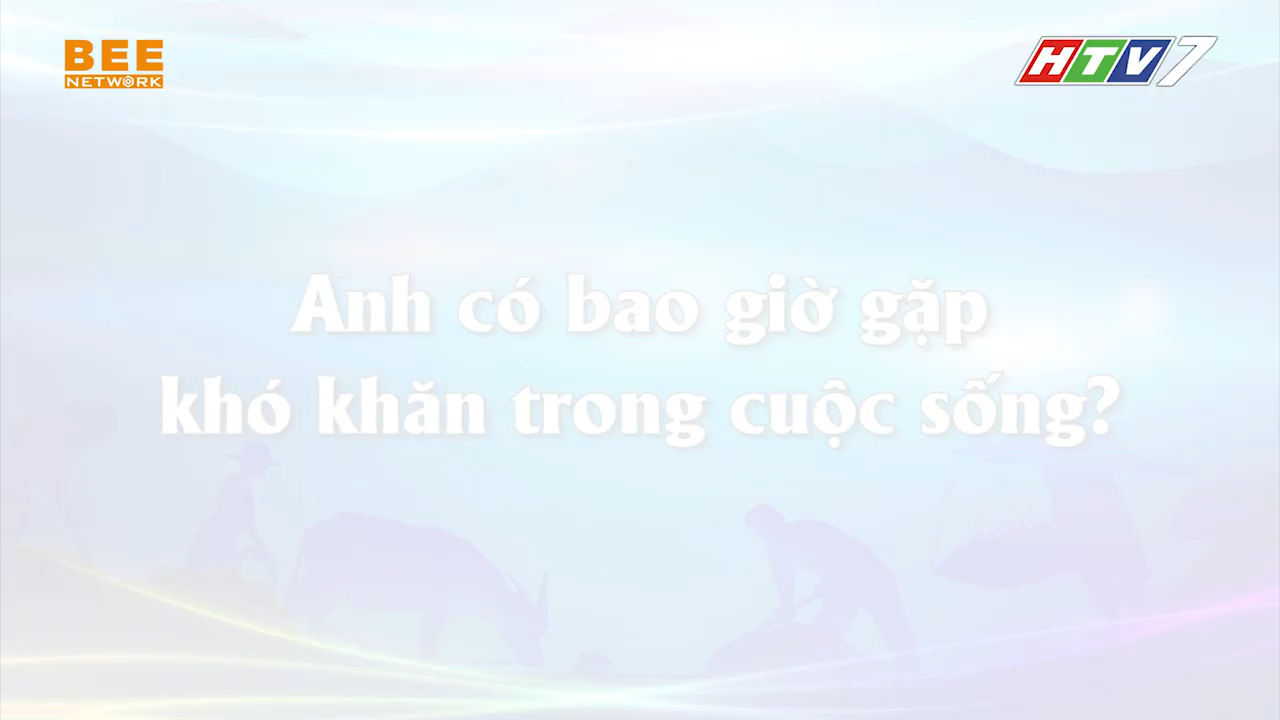 BEE
NETWORK
HTV7
Anh có bao giờ gặp
khó khăn trong cuộc sống?